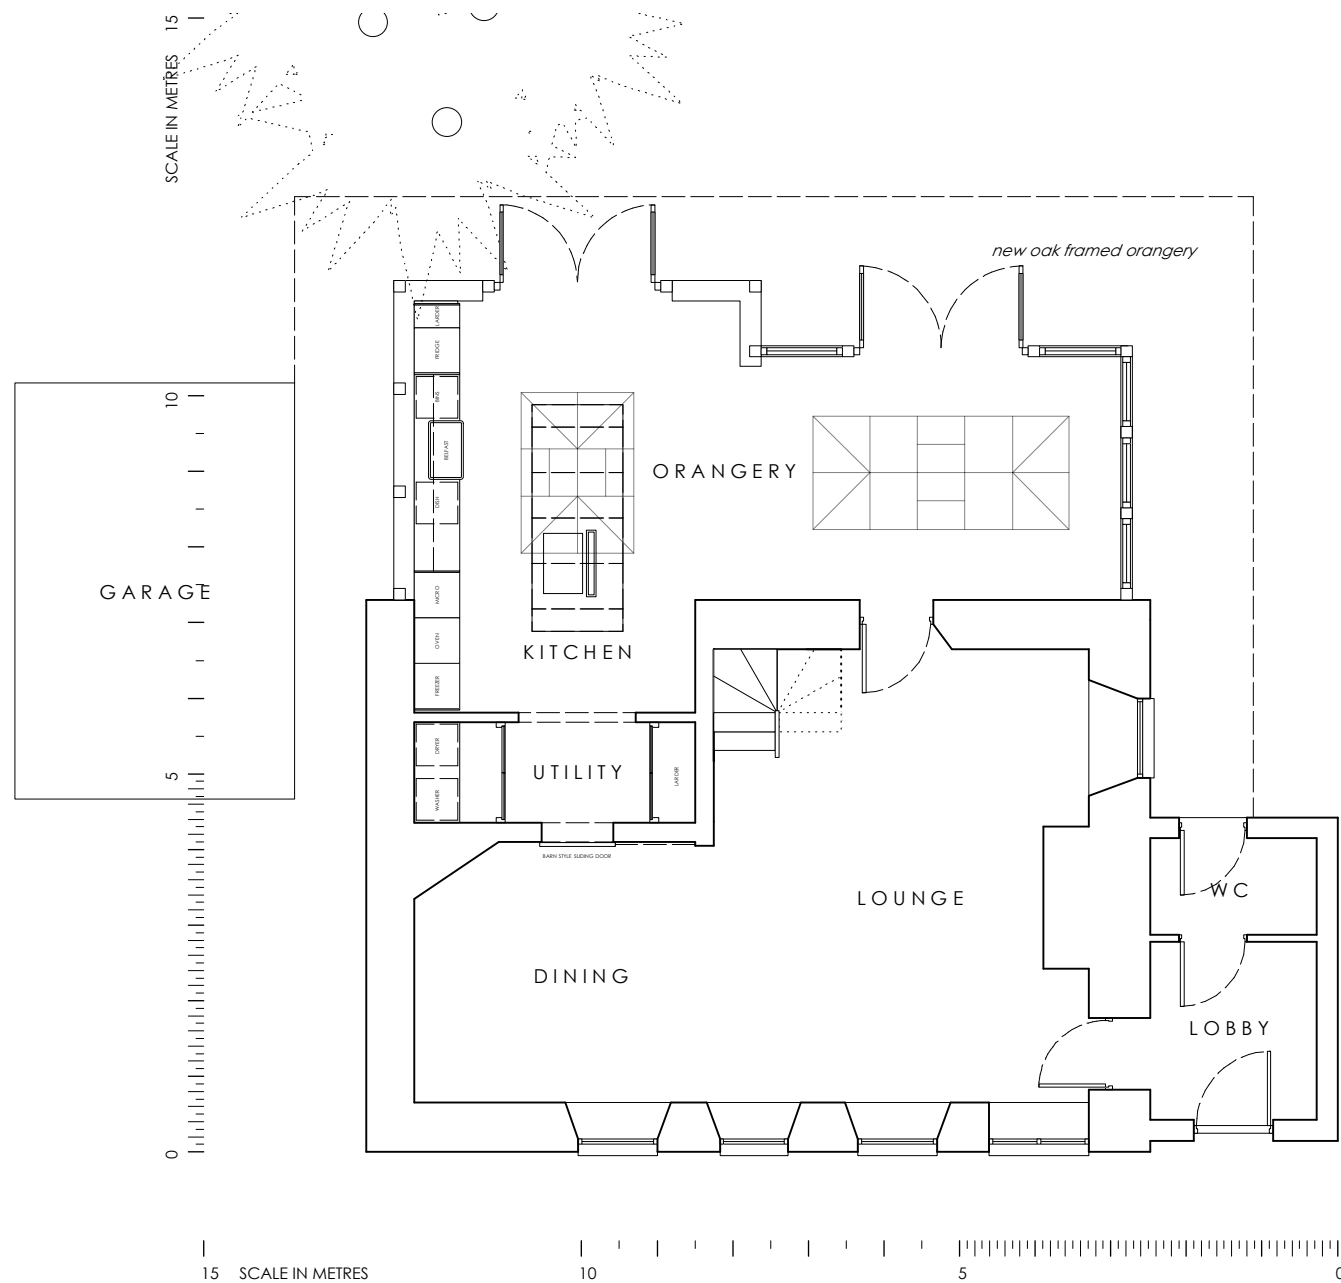 15
SCALE IN METRES
new oak framed orangery
LARDER
FRIDGE
10
BINS
BELFAST
ORANGERY
DISH
GARAGE
MICRO
OVEN
KITCHEN
FREEZER
DRYER
UTILITY
LARDER
5
WASHER
BARN STYLE SLIDING DOOR
WC
LOUNGE
DINING
LOBBY
0
15 SCALE IN METRES 10 5 0